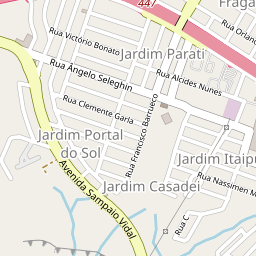 447
Fraga
Rua Orlan
Rua Victório Bonato
Jardim Parati
Rua Ângelo Seleghin
Rua Alcides Nunes
Rua Clemente Garla
Rua Francisco Barrueco
Jardim Portal
do Sol
Jardim Itaipu
Avenida Sampaio Vidal
Jardim Casadei
Rua Nassimen M
Rua C